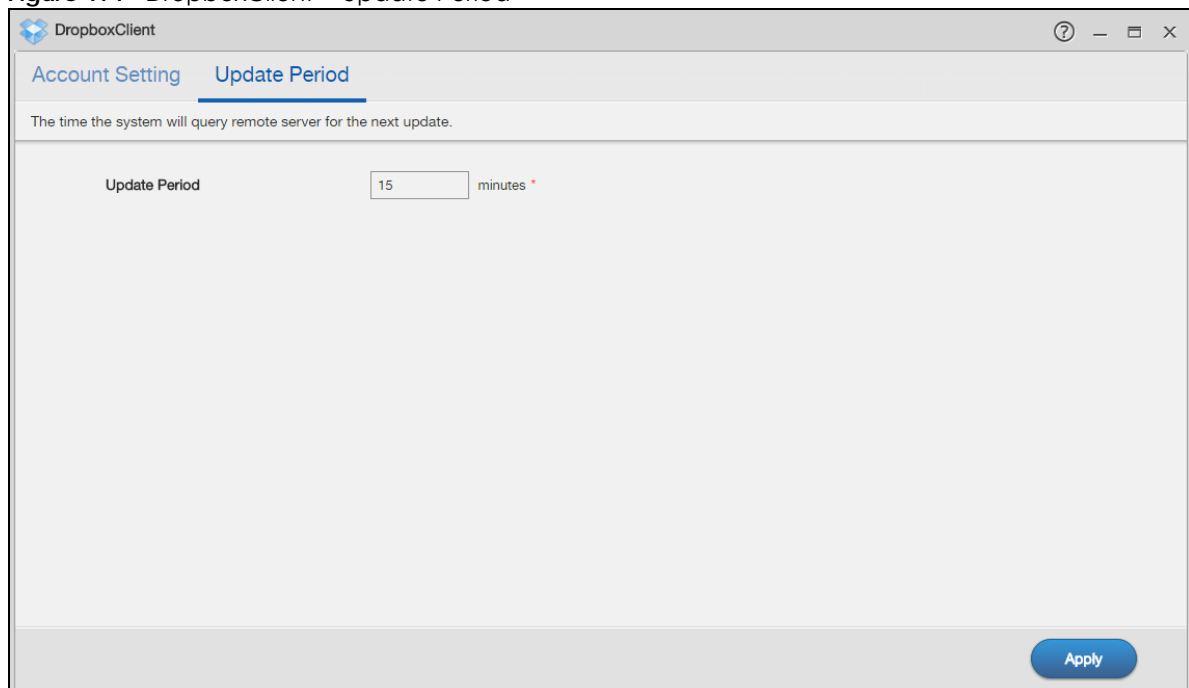 DropboxClient
Account Setting Update Period
The time the system will query remote server for the next update.
Update Period 15 minutes *
Apply